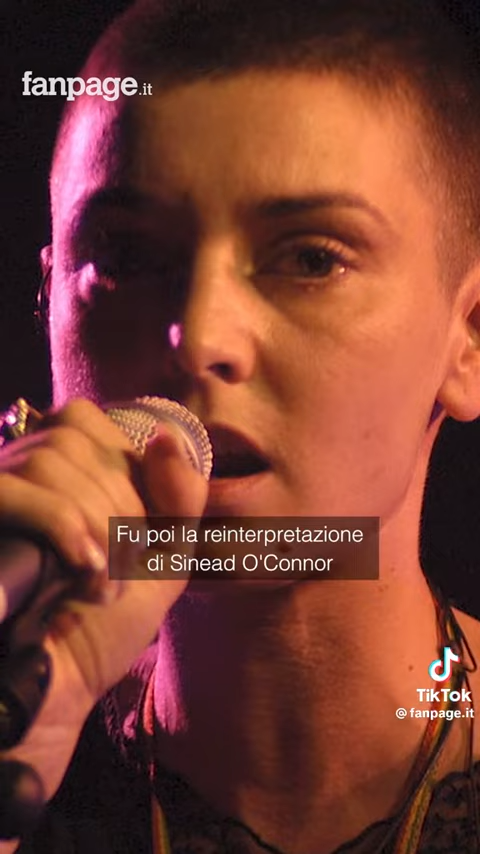 fanpage.it
Fu poi la reinterpretazione
di Sinead O'Connor
TikTok
@ fanpage.it